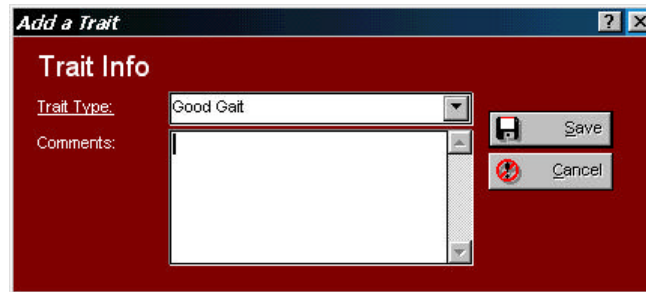 Add a Trait
Trait Info
Trait Type:
Good Gait
Comments:
Save
Cancel